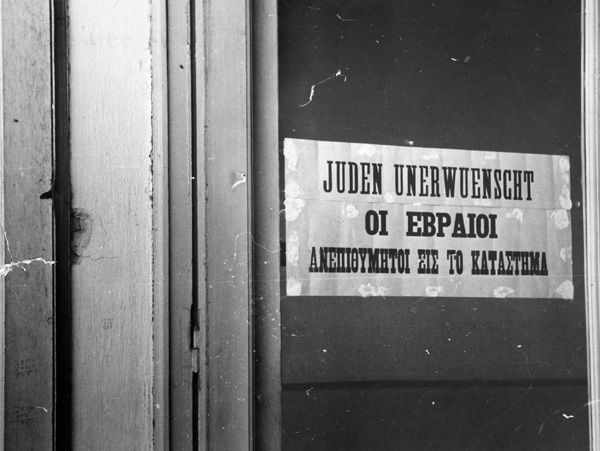 JUDEN UNERWUENSCHT
ΟΙ ΕΒΡΑΙΟΙ
ΑΝΕΠΙΘΥΜΗΤΟΙ ΕΙΣ ΤΟ ΚΑΤΑΣΤΗΜΑ